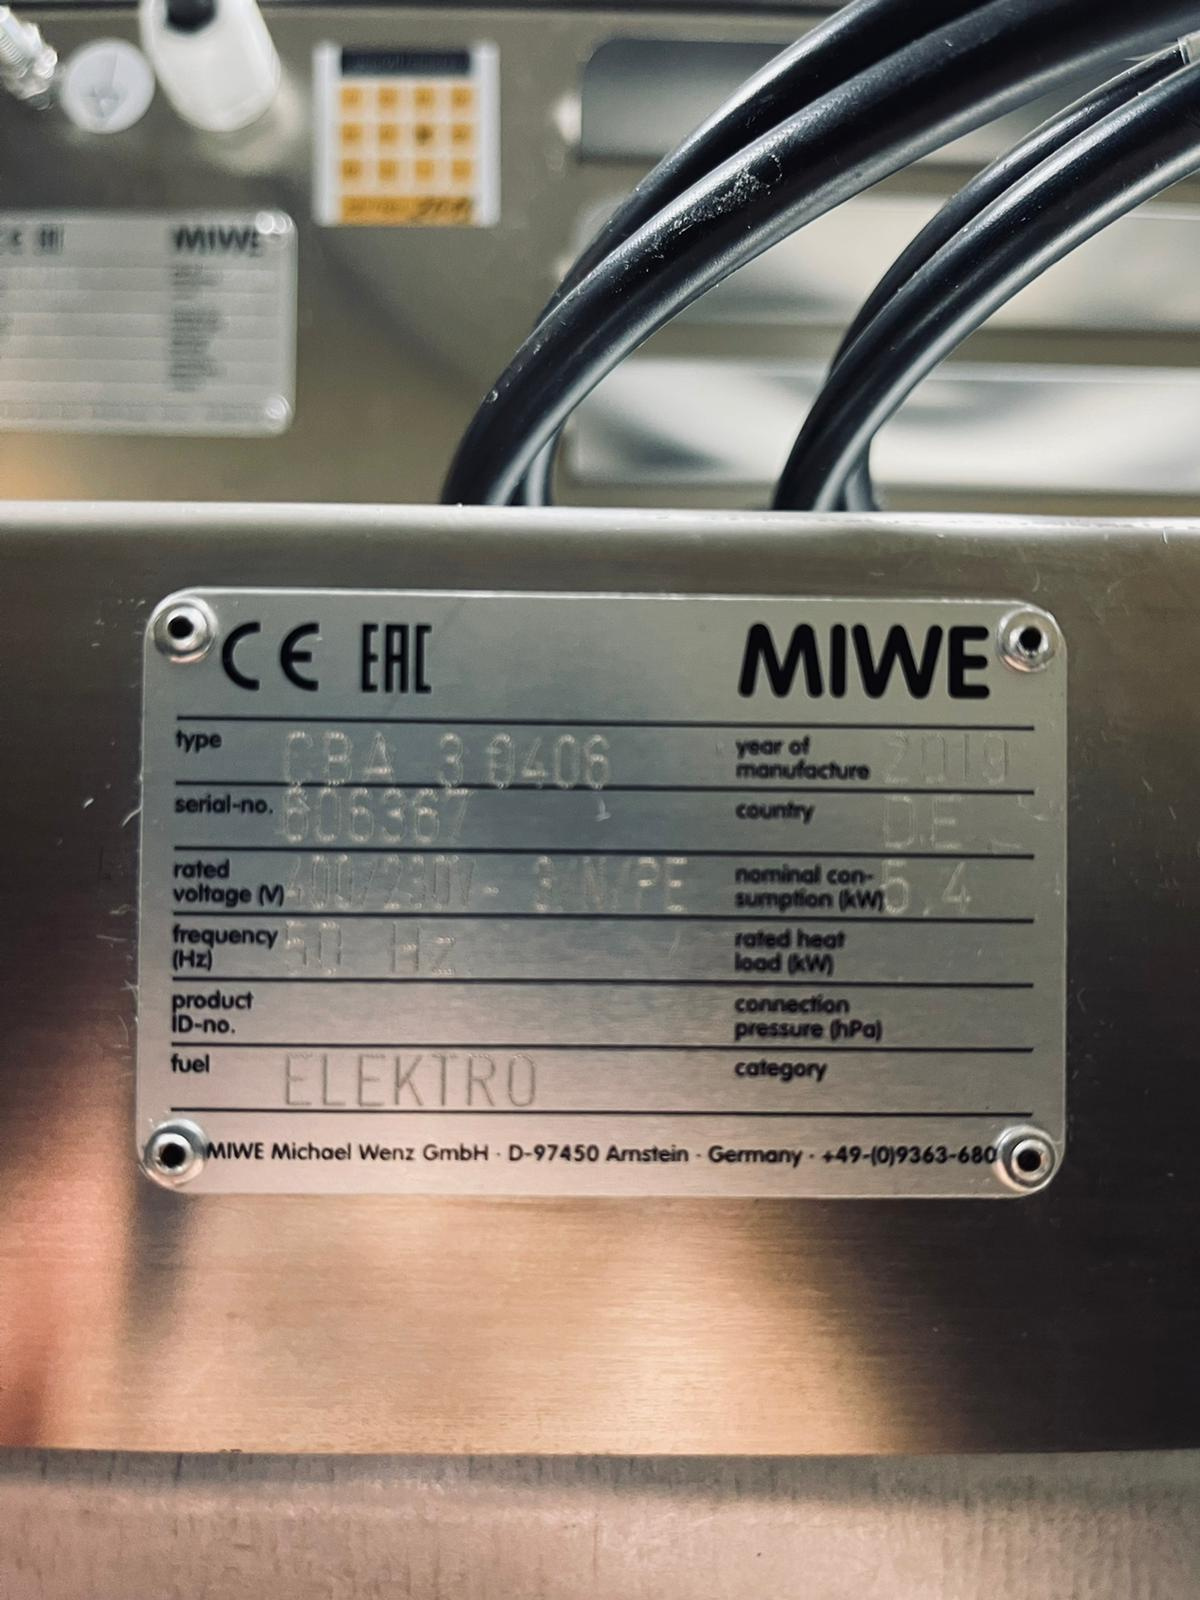 MIWE
CE EAC MIWE
type CBA 3 0406 year of manufacture 2019
serial-no. 606367 country DE
rated voltage (V) 400/230V~ 3/N/PE nominal con-sumption (kW) 5.4
frequency (Hz) 50 Hz rated heat load (kW)
product ID-no. connection pressure (hPa)
fuel ELEKTRO category
MIWE Michael Wenz GmbH · D-97450 Arnstein · Germany · +49-(0)9363-680